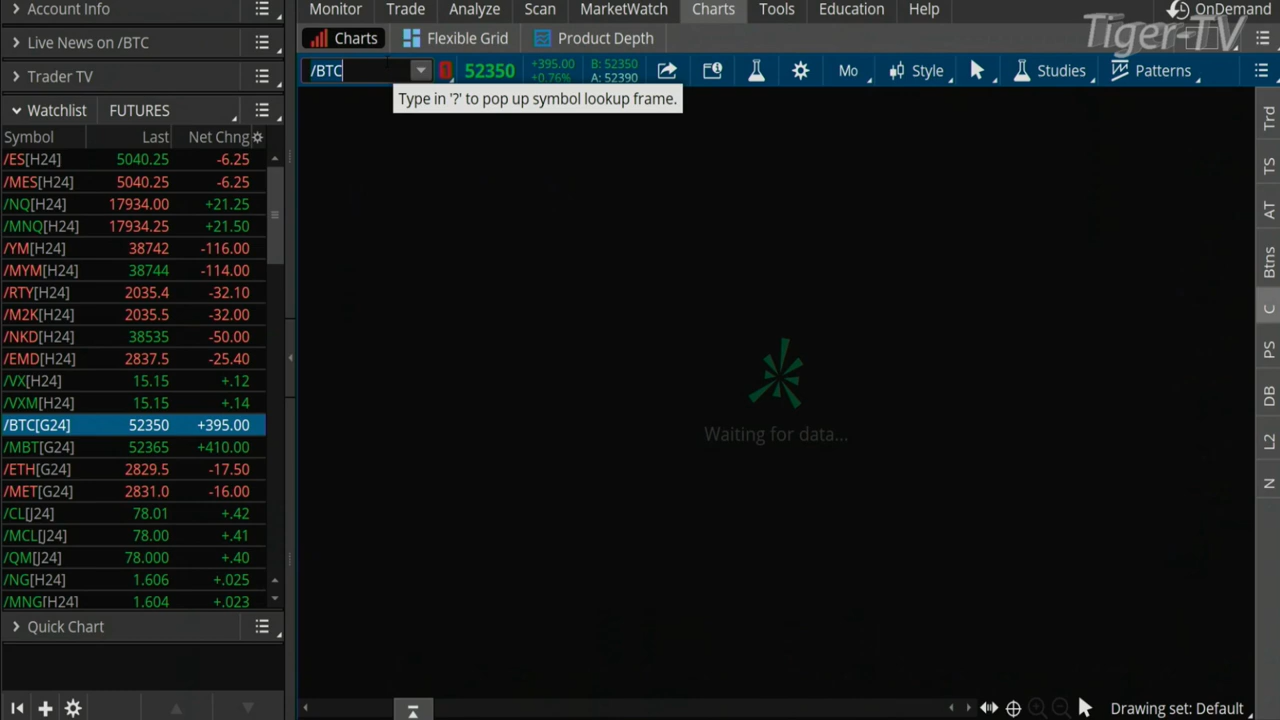 Account Info
Live News on /BTC
Trader TV
Watchlist FUTURES
Symbol Last Net Chng
/ES[H24] 5040.25 -6.25
/MES[H24] 5040.25 -6.25
/NQ[H24] 17934.00 +21.25
/MNQ[H24] 17934.25 +21.50
/YM[H24] 38742 -116.00
/MYM[H24] 38744 -114.00
/RTY[H24] 2035.4 -32.10
/M2K[H24] 2035.5 -32.00
/NKD[H24] 38535 -50.00
/EMD[H24] 2837.5 -25.40
/VX[H24] 15.15 +.12
/VXM[H24] 15.15 +.14
/BTC[G24] 52350 +395.00
/MBT[G24] 52365 +410.00
/ETH[G24] 2829.5 -17.50
/MET[G24] 2831.0 -16.00
/CL[J24] 78.01 +.42
/MCL[J24] 78.00 +.41
/QM[J24] 78.000 +.40
/NG[H24] 1.606 +.025
/MNG[H24] 1.604 +.023
Quick Chart
Monitor Trade Analyze Scan MarketWatch Charts Tools Education Help OnDemand
Tiger-TV
Charts Flexible Grid Product Depth
/BTC 1 52350 +395.00 B: 52350 Mo Style Studies Patterns
+0.76% A: 52390
Type in '?' to pop up symbol lookup frame.
Waiting for data...
Trd
TS
AT
Btns
C
PS
DB
L2
N
Drawing set: Default